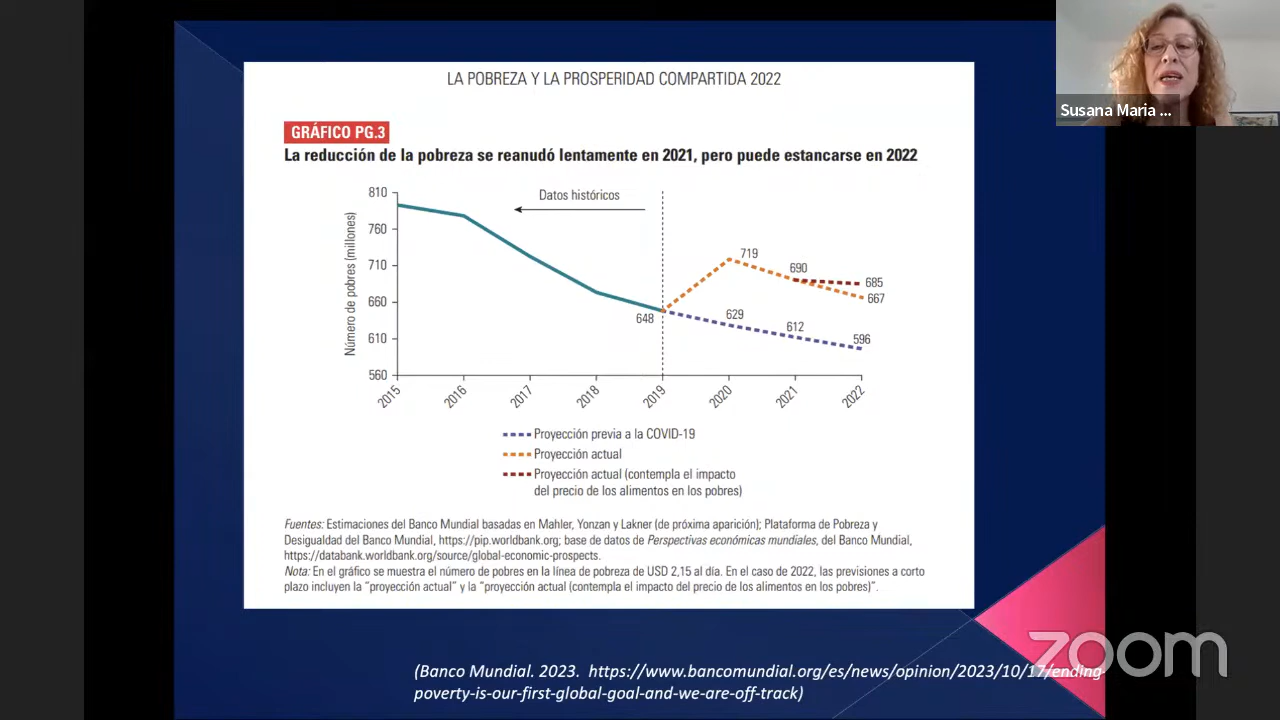 LA POBREZA Y LA PROSPERIDAD COMPARTIDA 2022
Susana Maria ...
GRÁFICO PG.3
La reducción de la pobreza se reanudó lentamente en 2021, pero puede estancarse en 2022
Número de pobres (millones)
810
760
710
660
610
560
Datos históricos
648
719
690
685
667
629
612
596
2015
2016
2017
2018
2019
2020
2021
2022
Proyección previa a la COVID-19
Proyección actual
Proyección actual (contempla el impacto
del precio de los alimentos en los pobres)
Fuentes: Estimaciones del Banco Mundial basadas en Mahler, Yonzan y Lakner (de próxima aparición); Plataforma de Pobreza y
Desigualdad del Banco Mundial, https://pip.worldbank.org; base de datos de Perspectivas económicas mundiales, del Banco Mundial,
https://databank.worldbank.org/source/global-economic-prospects.
Nota: En el gráfico se muestra el número de pobres en la línea de pobreza de USD 2,15 al día. En el caso de 2022, las previsiones a corto
plazo incluyen la "proyección actual" y la "proyección actual (contempla el impacto del precio de los alimentos en los pobres)".
(Banco Mundial. 2023. https://www.bancomundial.org/es/news/opinion/2023/10/17/ending-
poverty-is-our-first-global-goal-and-we-are-off-track)
zoom